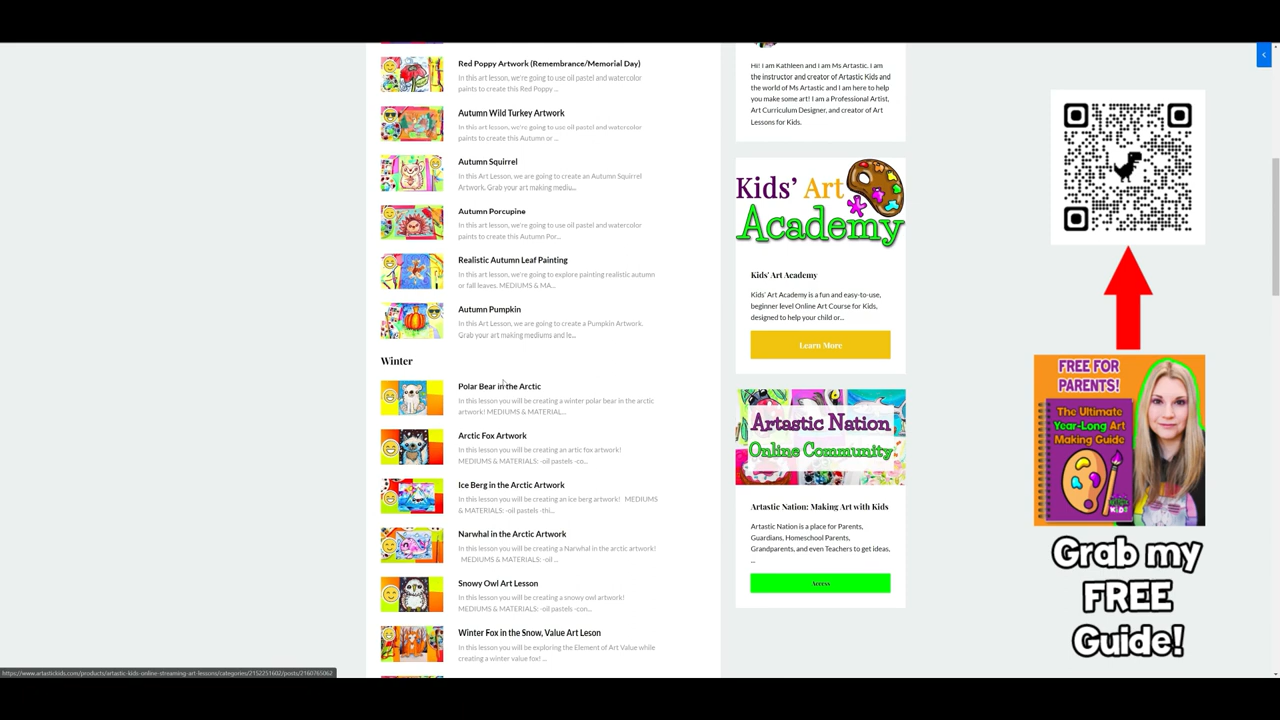 Red Poppy Artwork (Remembrance/Memorial Day)
In this art lesson, we're going to use oil pastel and watercolor
paints to create this Red Poppy ...
Autumn Wild Turkey Artwork
In this art lesson, we're going to use oil pastel and watercolor
paints to create this Autumn or ...
Autumn Squirrel
In this Art Lesson, we are going to create an Autumn Squirrel
Artwork. Grab your art making mediu...
Autumn Porcupine
In this art lesson, we're going to use oil pastel and watercolor
paints to create this Autumn Por...
Realistic Autumn Leaf Painting
In this art lesson, we're going to explore painting realistic autumn
or fall leaves. MEDIUMS & MA...
Autumn Pumpkin
In this Art Lesson, we are going to create a Pumpkin Artwork.
Grab your art making mediums and le...
Winter
Polar Bear in the Arctic
In this lesson you will be creating a winter polar bear in the arctic
artwork! MEDIUMS & MATERIAL...
Arctic Fox Artwork
In this lesson you will be creating an artic fox artwork!
MEDIUMS & MATERIALS: -oil pastels -co...
Ice Berg in the Arctic Artwork
In this lesson you will be creating an ice berg artwork! MEDIUMS
& MATERIALS: -oil pastels -thi...
Narwhal in the Arctic Artwork
In this lesson you will be creating a Narwhal in the arctic artwork!
MEDIUMS & MATERIALS: -oil ...
Snowy Owl Art Lesson
In this lesson you will be creating a snowy owl artwork!
MEDIUMS & MATERIALS: -oil pastels -con...
Winter Fox in the Snow, Value Art Leson
In this lesson you will be exploring the Element of Art Value while
creating a winter value fox! ...
https://www.artastickids.com/products/artastic-kids-online-streaming-art-lessons/categories/2152251602/posts/2160765062
Hi! I am Kathleen and I am Ms Artastic. I am
the instructor and creator of Artastic Kids and
the world of Ms Artastic and I am here to help
you make some art! I am a Professional Artist,
Art Curriculum Designer, and creator of Art
Lessons for Kids.
Kids' Art
Academy
Kids' Art Academy
Kids' Art Academy is a fun and easy-to-use,
beginner level Online Art Course for Kids,
designed to help your child or...
Learn More
Artastic Nation
Online Community
Artastic Nation: Making Art with Kids
Artastic Nation is a place for Parents,
Guardians, Homeschool Parents,
Grandparents, and even Teachers to get ideas,
...
Access
<
FREE FOR
PARENTS!
The Ultimate
Year-Long Art
Making Guide
Grab my
FREE
Guide!